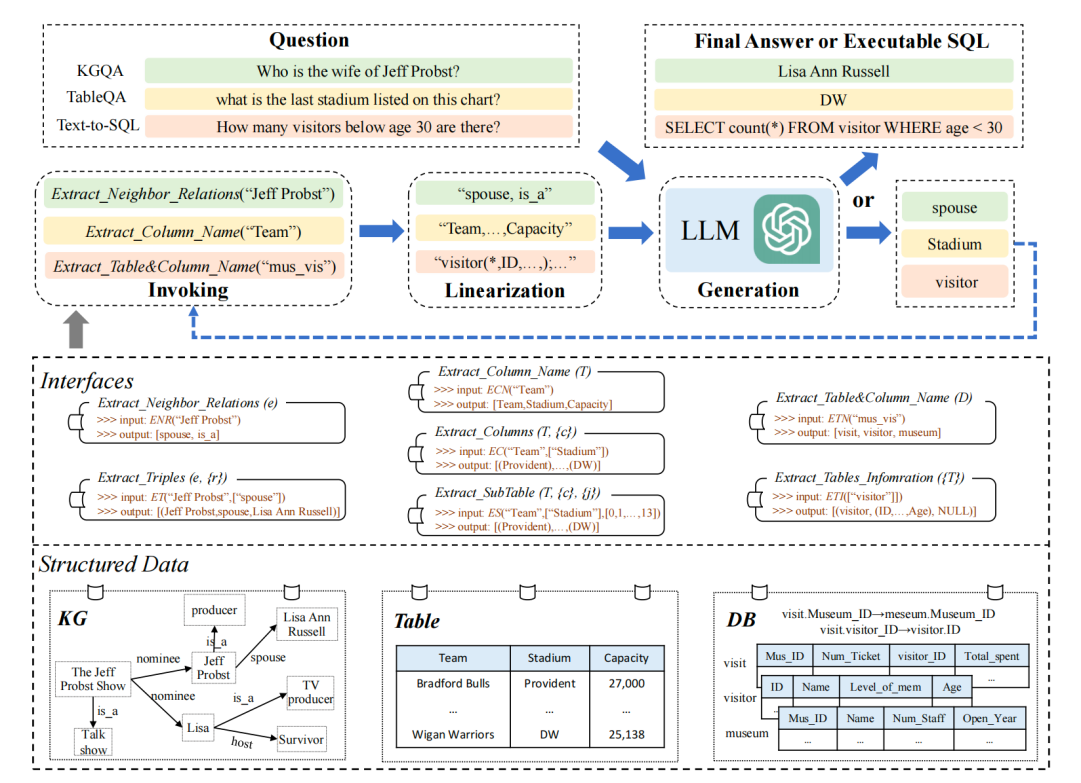 Question
KGQA
Who is the wife of Jeff Probst?
TableQA
what is the last stadium listed on this chart?
Text-to-SQL
How many visitors below age 30 are there?
Final Answer or Executable SQL
Lisa Ann Russell
DW
SELECT count(*) FROM visitor WHERE age < 30
Extract_Neighbor_Relations(“Jeff Probst”)
Extract_Column_Name(“Team”)
Extract_Table&Column_Name(“mus_vis”)
Invoking
“spouse, is_a”
“Team,…,Capacity”
“visitor(*,ID,…,);…”
Linearization
LLM
Generation
or
spouse
Stadium
visitor
Interfaces
Extract_Neighbor_Relations (e)
>>> input: ENR(“Jeff Probst”)
>>> output: [spouse, is_a]
Extract_Triples (e, {r})
>>> input: ET(“Jeff Probst”,[“spouse”])
>>> output: [(Jeff Probst,spouse,Lisa Ann Russell)]
Extract_Column_Name (T)
>>> input: ECN(“Team”)
>>> output: [Team,Stadium,Capacity]
Extract_Columns (T, {c})
>>> input: EC(“Team”,[“Stadium”])
>>> output: [(Provident),…,(DW)]
Extract_SubTable (T, {c}, {j})
>>> input: ES(“Team”,[“Stadium”],[0,1,…,13])
>>> output: [(Provident),…,(DW)]
Extract_Table&Column_Name (D)
>>> input: ETN(“mus_vis”)
>>> output: [visit, visitor, museum]
Extract_Tables_Infomration ({T})
>>> input: ETI([“visitor”]])
>>> output: [(visitor, (ID,…,Age), NULL)]
Structured Data
KG
producer
Lisa Ann
Russell
is_a
nominee
Jeff
Probst
spouse
The Jeff
Probst Show
nominee
is_a
TV
producer
is_a
Lisa
Talk
show
host
Survivor
Table
Team Stadium Capacity
Bradford Bulls Provident 27,000
… … …
Wigan Warriors DW 25,138
DB
visit.Museum_ID→meseum.Museum_ID
visit.visitor_ID→visitor.ID
visit
Mus_ID Num_Ticket visitor_ID Total_spent
…
visitor
ID Name Level_of_mem Age
museum
Mus_ID Name Num_Staff Open_Year
… … … …